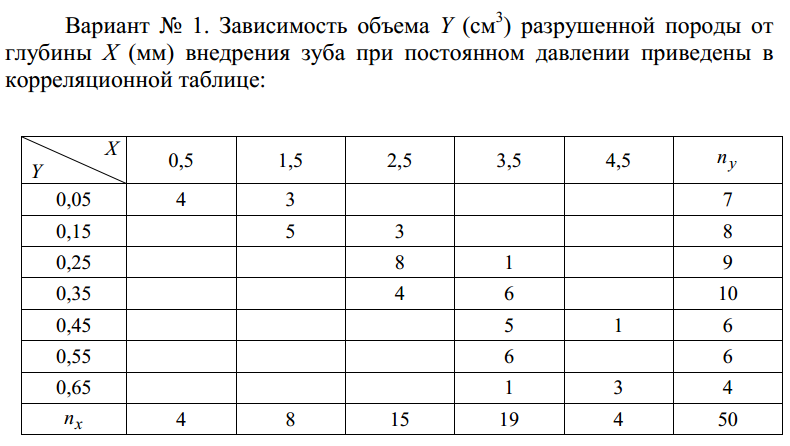 Вариант № 1. Зависимость объема Y (см³) разрушенной породы от
глубины X (мм) внедрения зуба при постоянном давлении приведены в
корреляционной таблице:
X
Y 0,5 1,5 2,5 3,5 4,5 n_y
0,05 4 3 7
0,15 5 3 8
0,25 8 1 9
0,35 4 6 10
0,45 5 1 6
0,55 6 6
0,65 1 3 4
n_x 4 8 15 19 4 50